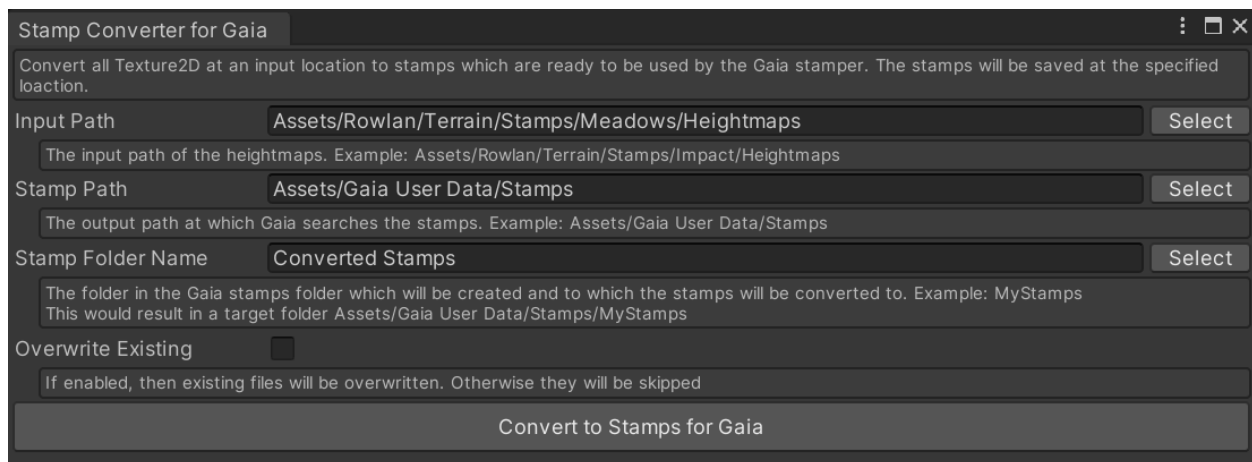 Stamp Converter for Gaia
Convert all Texture2D at an input location to stamps which are ready to be used by the Gaia stamper. The stamps will be saved at the specified
loaction.
Input Path Assets/Rowlan/Terrain/Stamps/Meadows/Heightmaps Select
The input path of the heightmaps. Example: Assets/Rowlan/Terrain/Stamps/Impact/Heightmaps
Stamp Path Assets/Gaia User Data/Stamps Select
The output path at which Gaia searches the stamps. Example: Assets/Gaia User Data/Stamps
Stamp Folder Name Converted Stamps Select
The folder in the Gaia stamps folder which will be created and to which the stamps will be converted to. Example: MyStamps
This would result in a target folder Assets/Gaia User Data/Stamps/MyStamps
Overwrite Existing
If enabled, then existing files will be overwritten. Otherwise they will be skipped
Convert to Stamps for Gaia